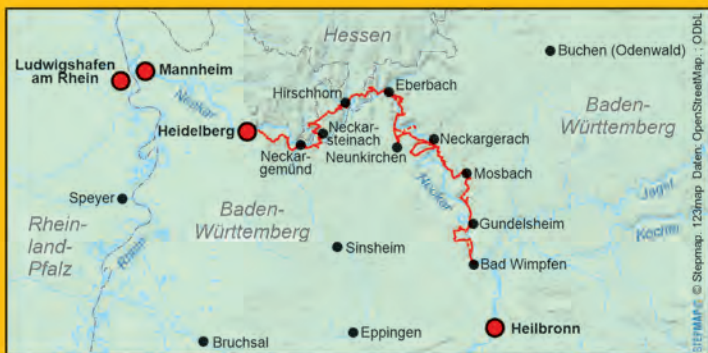 Hessen
Buchen (Odenwald)
Ludwigshafen
am Rhein
Mannheim
Eberbach
Hirschhorn
Neckar
Baden-
Württemberg
Heidelberg
Neckar-
steinach
Neckargerach
Neckar-
gemünd
Neunkirchen
Mosbach
Neckar
Speyer
Jagst
Baden-
Württemberg
Gundelsheim
Kocher
Rhein-
land-
Pfalz
Rhein
Sinsheim
Bad Wimpfen
Bruchsal
Eppingen
Heilbronn
STEPMAP © Stepmap, 123map Daten: OpenStreetMap, ; ODbL